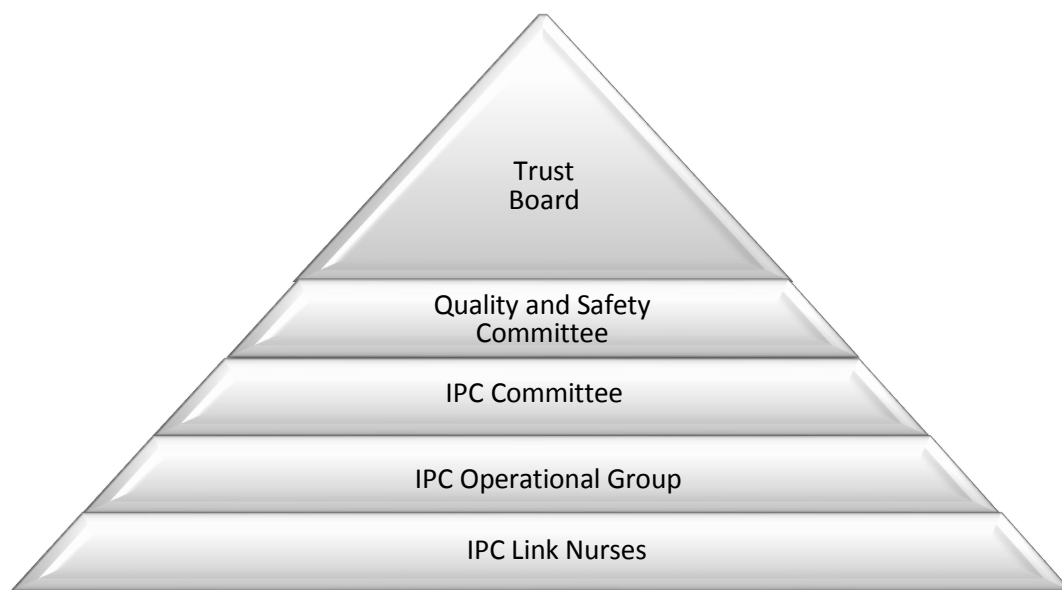 Trust
Board
Quality and Safety
Committee
IPC Committee
IPC Operational Group
IPC Link Nurses